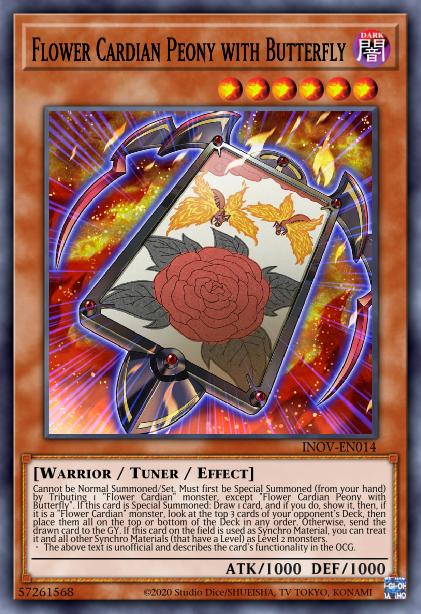 FLOWER CARDIAN PEONY WITH BUTTERFLY
DARK
闇
INOV-EN014
[WARRIOR / TUNER / EFFECT]
Cannot be Normal Summoned/Set. Must first be Special Summoned (from your hand)
by Tributing 1 "Flower Cardian" monster, except "Flower Cardian Peony with
Butterfly". If this card is Special Summoned: Draw 1 card, and if you do, show it, then, if
it is a "Flower Cardian" monster, look at the top 3 cards of your opponent's Deck, then
place them all on the top or bottom of the Deck in any order. Otherwise, send the
drawn card to the GY. If this card on the field is used as Synchro Material, you can treat
it and all other Synchro Materials (that have a Level) as Level 2 monsters.
- The above text is unofficial and describes the card's functionality in the OCG.
ATK/1000 DEF/1000
57261568
©2020 Studio Dice/SHUEISHA, TV TOKYO, KONAMI